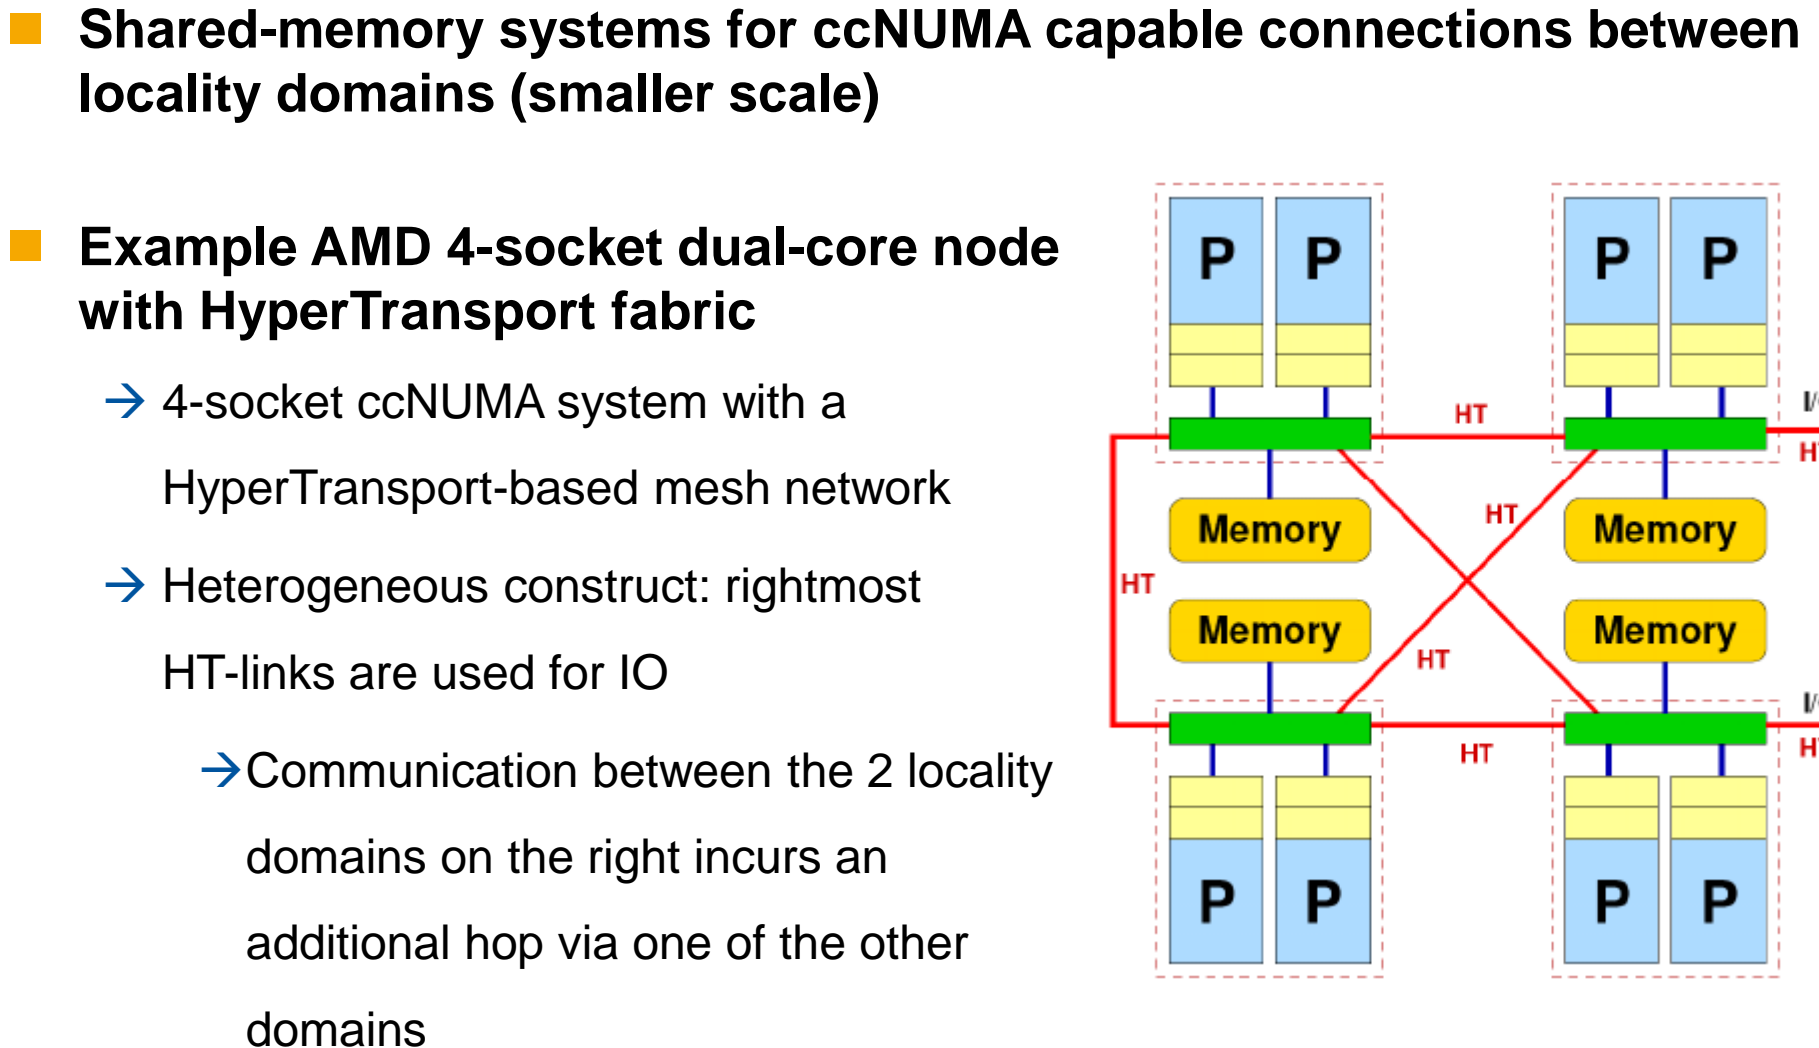 Shared-memory systems for ccNUMA capable connections between
locality domains (smaller scale)
Example AMD 4-socket dual-core node
with HyperTransport fabric
→ 4-socket ccNUMA system with a
HyperTransport-based mesh network
→ Heterogeneous construct: rightmost
HT-links are used for IO
→ Communication between the 2 locality
domains on the right incurs an
additional hop via one of the other
domains
P P P P
HT
HT
Memory Memory
HT
HT
Memory Memory
HT
HT
P P P P